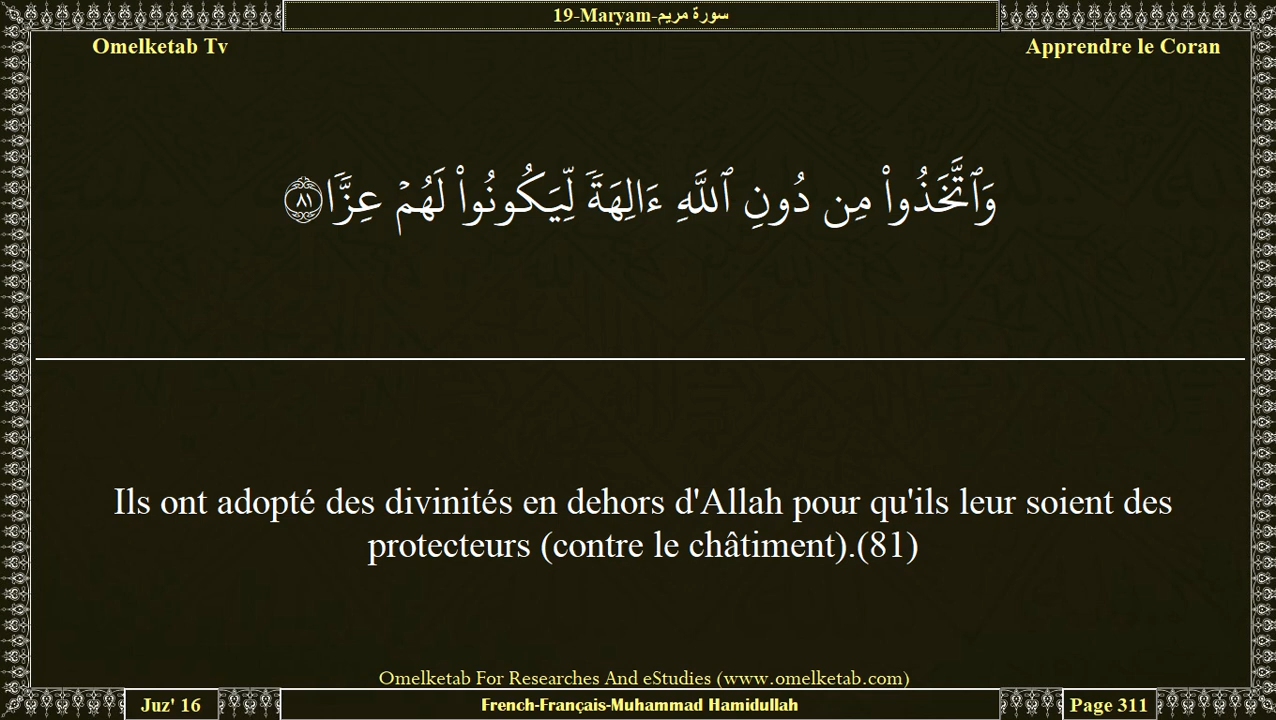 19-Maryam-سورة مريم
Omelketab Tv
Apprendre le Coran
وَٱتَّخَذُوا۟ مِن دُونِ ٱللَّهِ ءَالِهَةً لِّيَكُونُوا۟ لَهُمْ عِزًّا ٨١
Ils ont adopté des divinités en dehors d'Allah pour qu'ils leur soient des
protecteurs (contre le châtiment).(81)
Omelketab For Researches And eStudies (www.omelketab.com)
Juz' 16
French-Français-Muhammad Hamidullah
Page 311